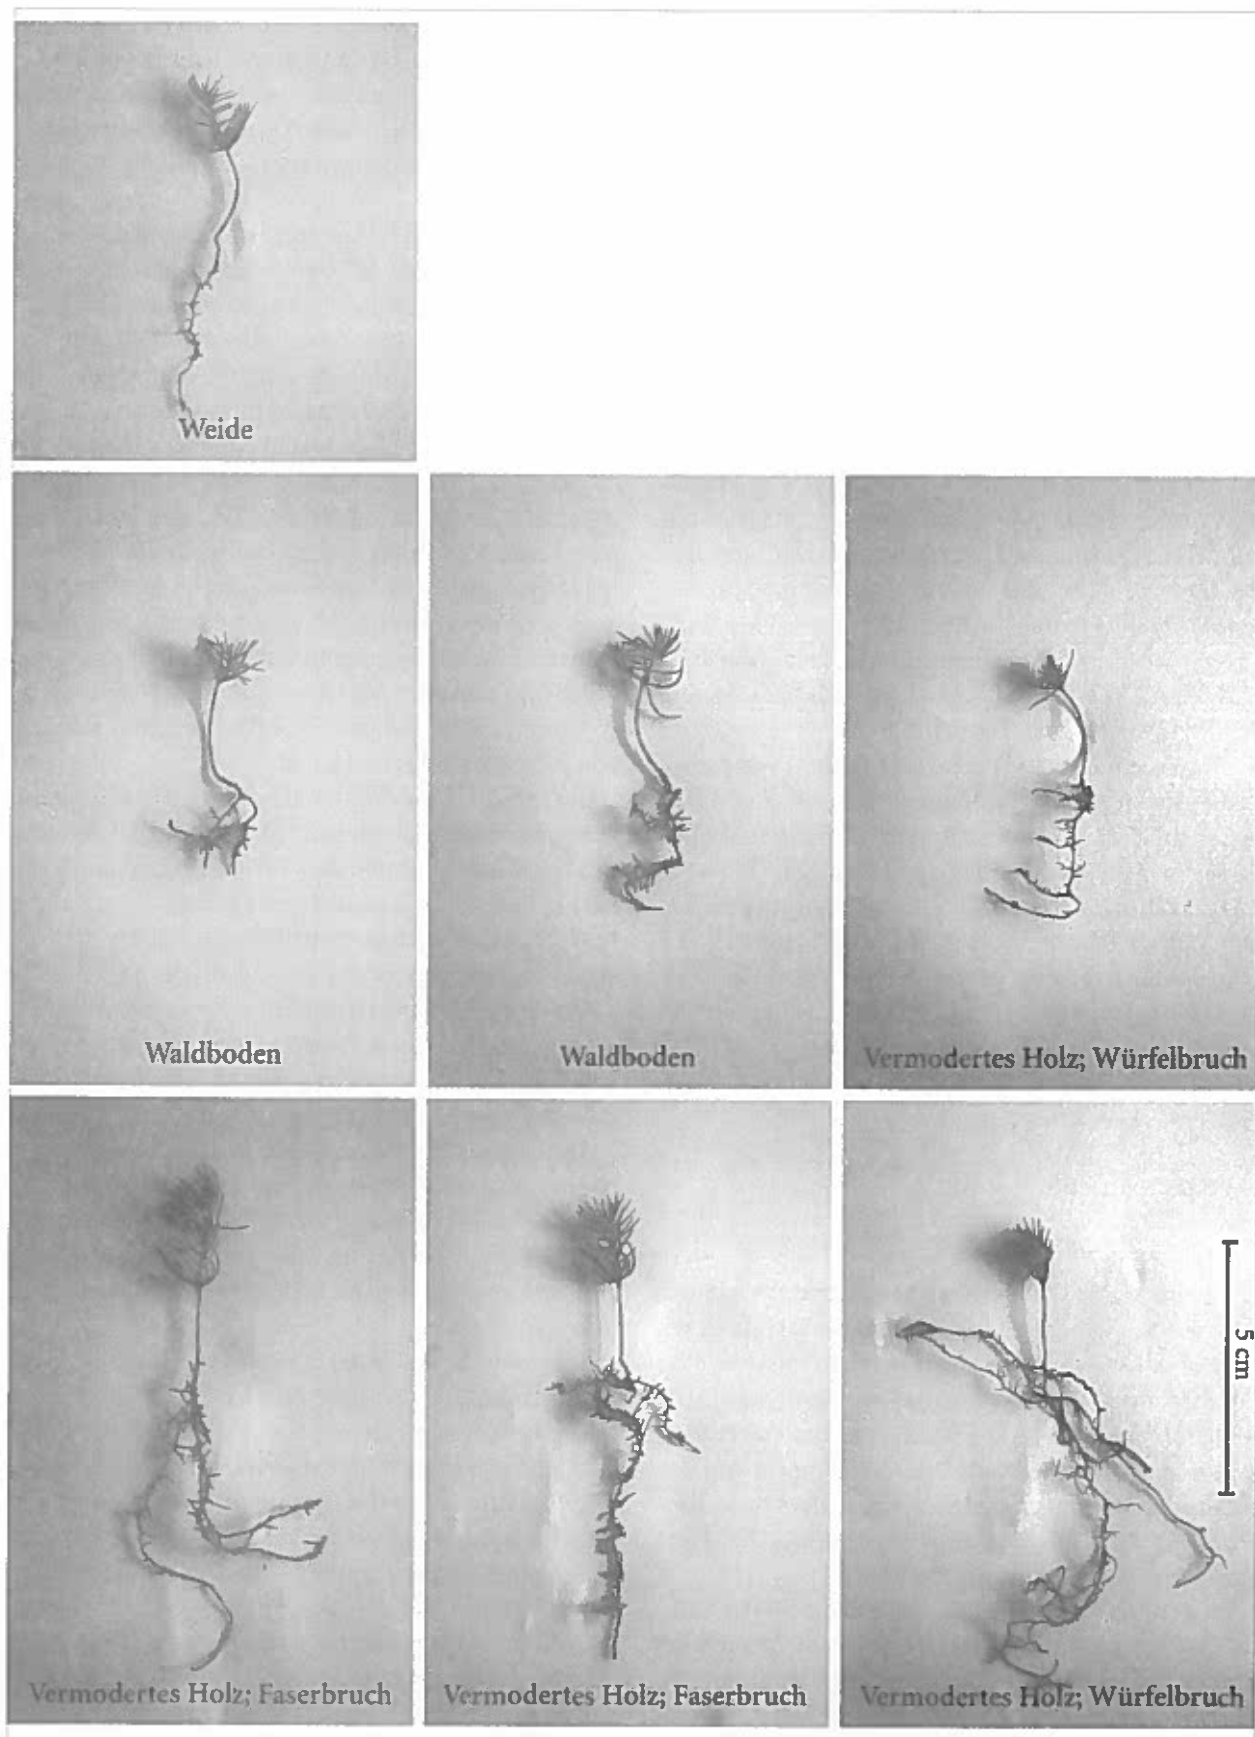 Weide
Waldboden
Waldboden
Vermodertes Holz; Würfelbruch
5 cm
Vermodertes Holz; Faserbruch
Vermodertes Holz; Faserbruch
Vermodertes Holz; Würfelbruch